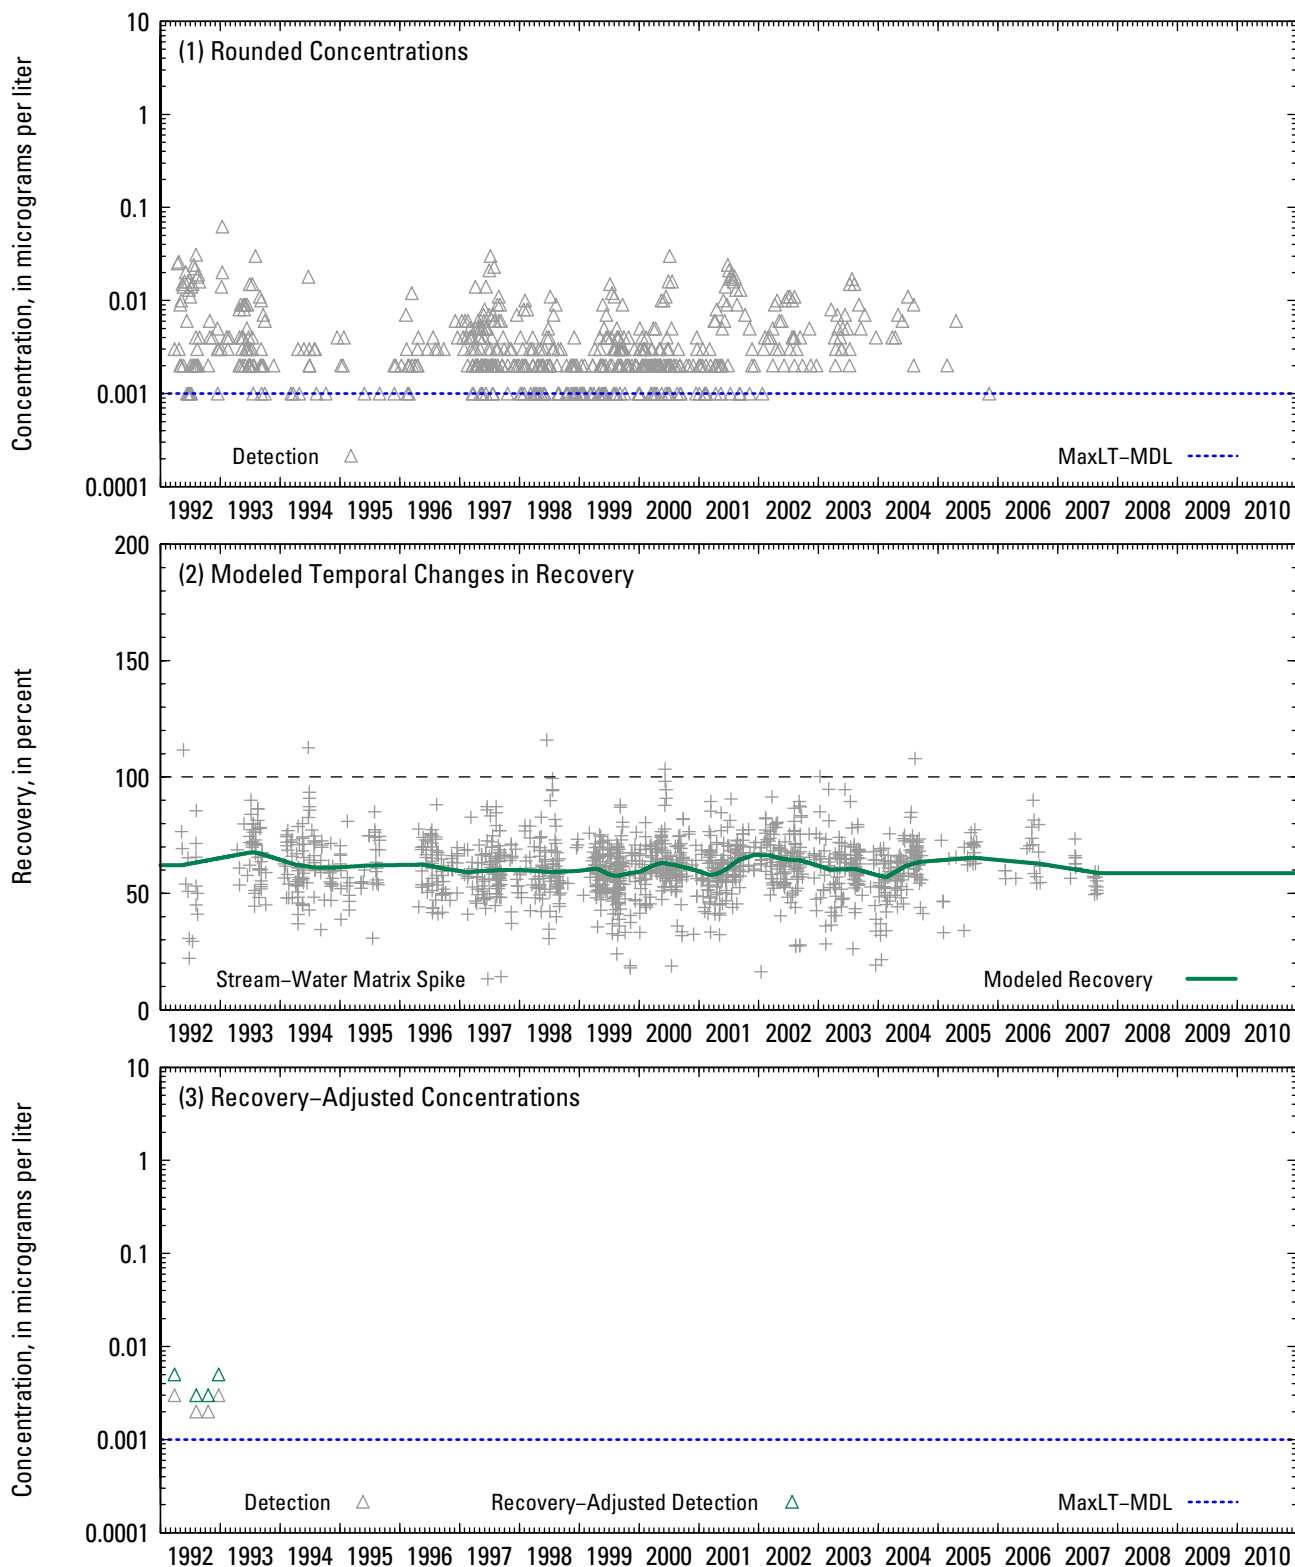 (1) Rounded Concentrations
Concentration, in micrograms per liter
10
1
0.1
0.01
0.001
0.0001
Detection
MaxLT–MDL
1992 1993 1994 1995 1996 1997 1998 1999 2000 2001 2002 2003 2004 2005 2006 2007 2008 2009 2010
(2) Modeled Temporal Changes in Recovery
Recovery, in percent
200
150
100
50
0
Stream–Water Matrix Spike
Modeled Recovery
1992 1993 1994 1995 1996 1997 1998 1999 2000 2001 2002 2003 2004 2005 2006 2007 2008 2009 2010
(3) Recovery–Adjusted Concentrations
Concentration, in micrograms per liter
10
1
0.1
0.01
0.001
0.0001
Detection
Recovery–Adjusted Detection
MaxLT–MDL
1992 1993 1994 1995 1996 1997 1998 1999 2000 2001 2002 2003 2004 2005 2006 2007 2008 2009 2010